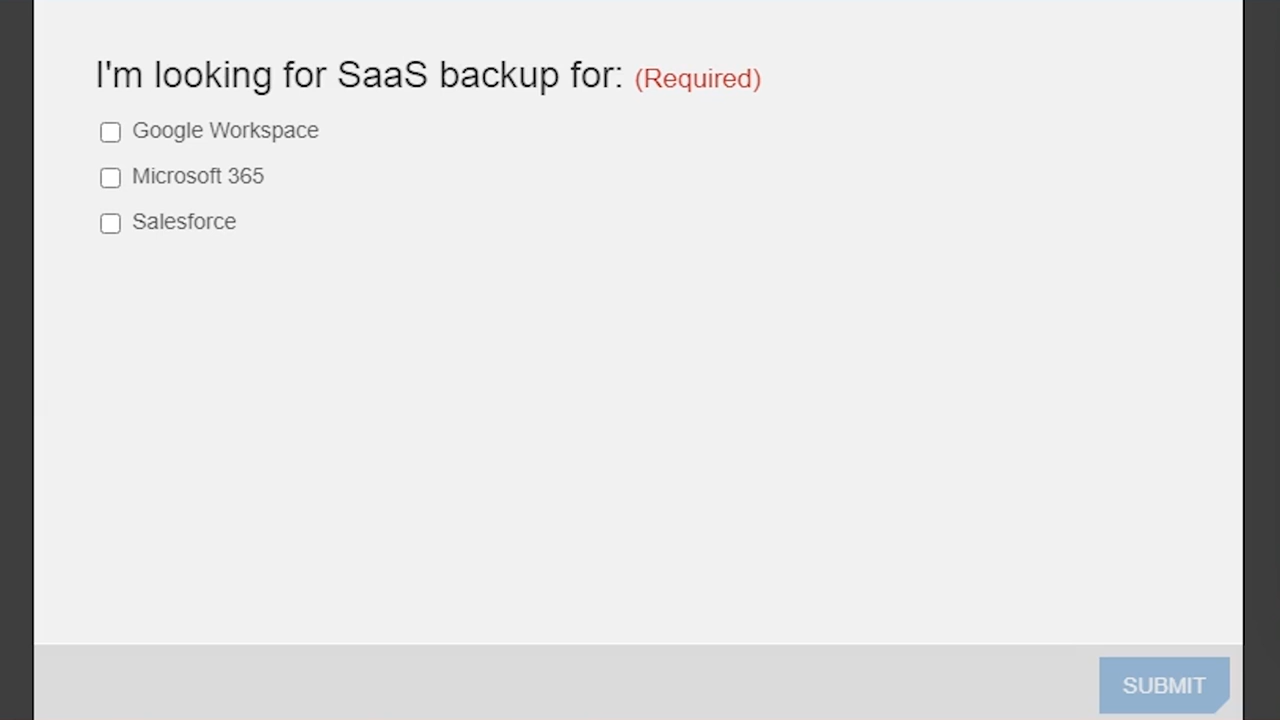 I'm looking for SaaS backup for: (Required)
Google Workspace
Microsoft 365
Salesforce
SUBMIT